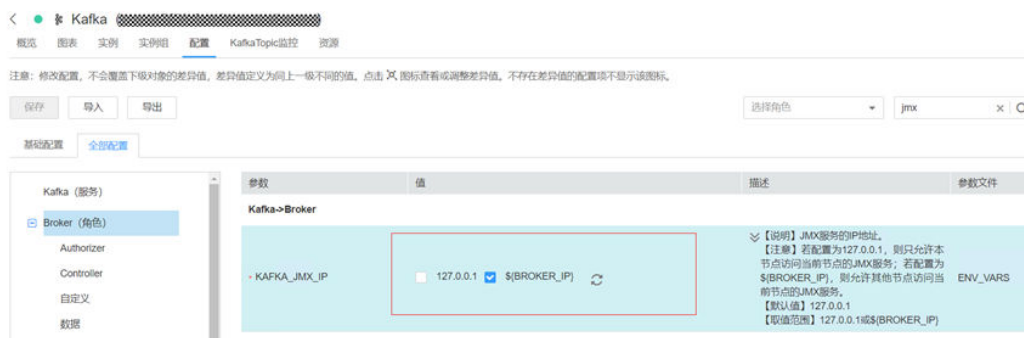 Kafka
概览 图表 实例 实例组 配置 KafkaTopic监控 资源
注意：修改配置，不会覆盖下级对象的差异值，差异值定义为同上一级不同的值。点击 图标查看或调整差异值。不存在差异值的配置项不显示该图标。
保存 导入 导出 选择角色 jmx
基础配置 全部配置
Kafka（服务）
Broker（角色）
Authorizer
Controller
自定义
数据
参数 值 描述 参数文件
Kafka->Broker
* KAFKA_JMX_IP
127.0.0.1 ${BROKER_IP}
【说明】JMX服务的IP地址。
【注意】若配置为127.0.0.1，则只允许本
节点访问当前节点的JMX服务；若配置为
${BROKER_IP}，则允许其他节点访问当
前节点的JMX服务。
【默认值】127.0.0.1
【取值范围】127.0.0.1或${BROKER_IP}
ENV_VARS